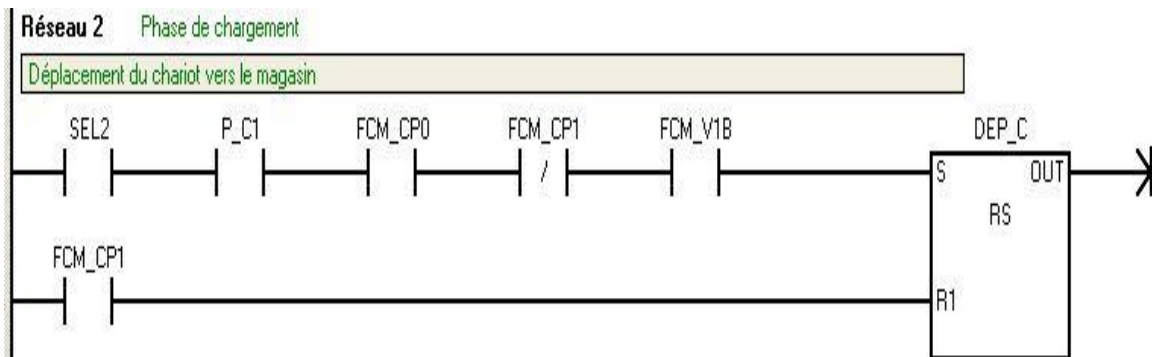 Réseau 2 Phase de chargement
Déplacement du chariot vers le magasin
SEL2 P_C1 FCM_CP0 FCM_CP1 FCM_V1B DEP_C
/
S OUT
RS
FCM_CP1
R1